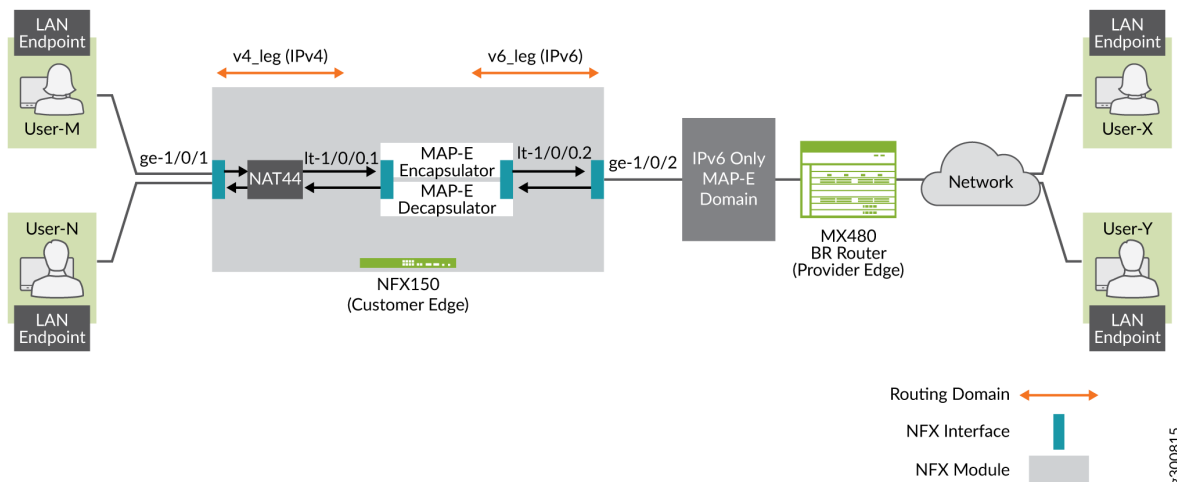 LAN
Endpoint
User-M
User-N
LAN
Endpoint
v4_leg (IPv4)
v6_leg (IPv6)
ge-1/0/1
NAT44
lt-1/0/0.1
MAP-E
Encapsulator
MAP-E
Decapsulator
lt-1/0/0.2
ge-1/0/2
NFX150
(Customer Edge)
IPv6 Only
MAP-E
Domain
MX480
BR Router
(Provider Edge)
Network
LAN
Endpoint
User-X
User-Y
LAN
Endpoint
Routing Domain
NFX Interface
NFX Module
g300815